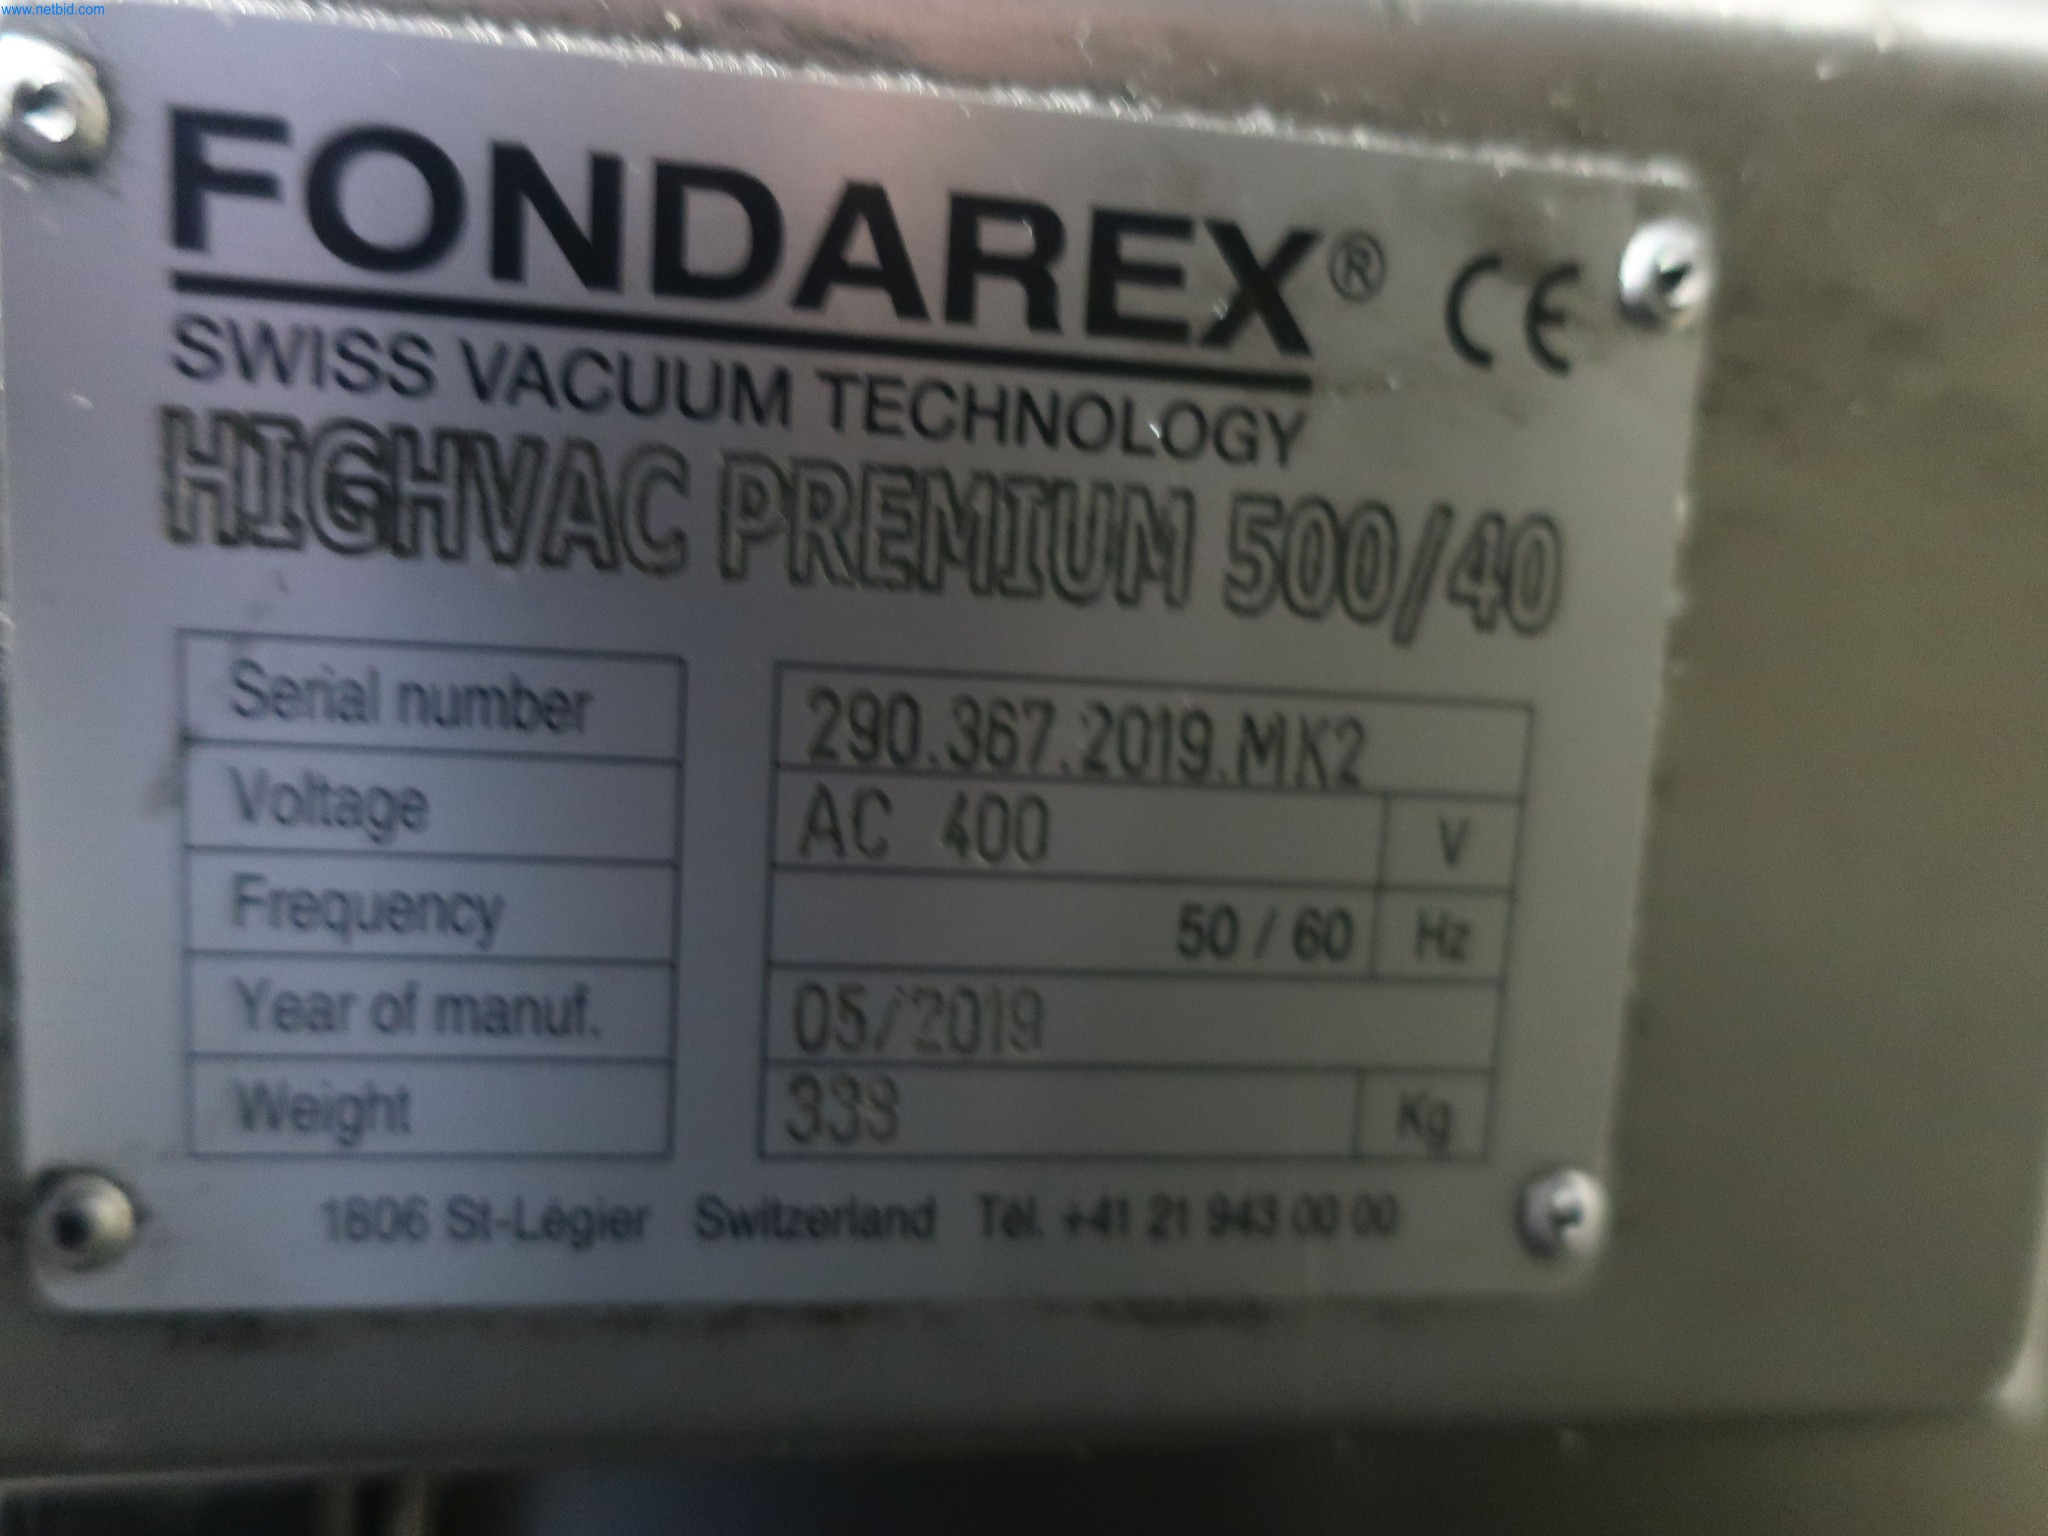 www.netbid.com
FONDAREX® CE
SWISS VACUUM TECHNOLOGY
HIGHVAC PREMIUM 500/40
Serial number 290.367.2019.MK2
Voltage AC 400 V
Frequency 50 / 60 Hz
Year of manuf. 05/2019
Weight Kg
1806 St-Légier Switzerland Tél. +41 21 943 00 00